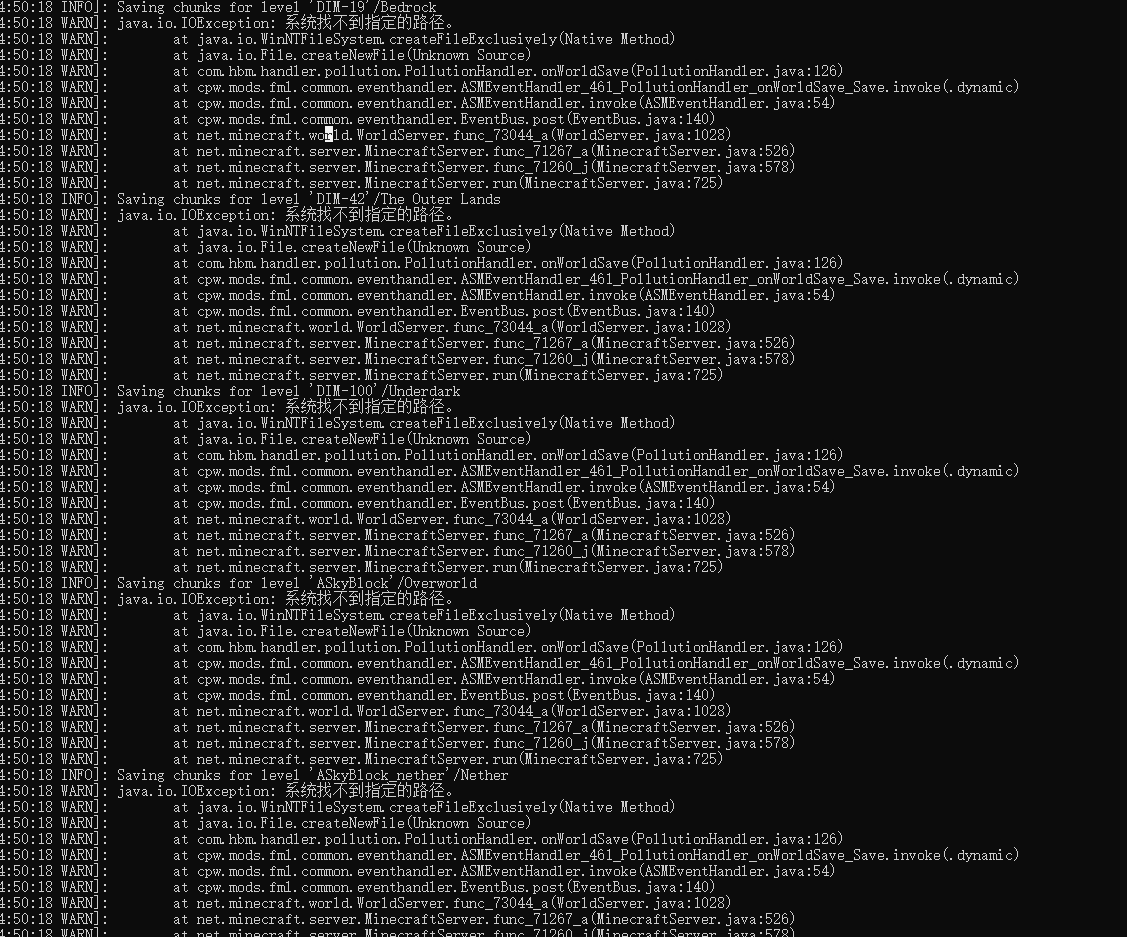 4:50:18 INFO]: Saving chunks for level 'DIM-19'/Bedrock
4:50:18 WARN]: java.io.IOException: 系统找不到指定的路径。
4:50:18 WARN]: at java.io.WinNTFileSystem.createFileExclusively(Native Method)
4:50:18 WARN]: at java.io.File.createNewFile(Unknown Source)
4:50:18 WARN]: at com.hbm.handler.pollution.PollutionHandler.onWorldSave(PollutionHandler.java:126)
4:50:18 WARN]: at cpw.mods.fml.common.eventhandler.ASMEventHandler_461_PollutionHandler_onWorldSave_Save.invoke(.dynamic)
4:50:18 WARN]: at cpw.mods.fml.common.eventhandler.ASMEventHandler.invoke(ASMEventHandler.java:54)
4:50:18 WARN]: at cpw.mods.fml.common.eventhandler.EventBus.post(EventBus.java:140)
4:50:18 WARN]: at net.minecraft.world.WorldServer.func_73044_a(WorldServer.java:1028)
4:50:18 WARN]: at net.minecraft.server.MinecraftServer.func_71267_a(MinecraftServer.java:526)
4:50:18 WARN]: at net.minecraft.server.MinecraftServer.func_71260_j(MinecraftServer.java:578)
4:50:18 WARN]: at net.minecraft.server.MinecraftServer.run(MinecraftServer.java:725)
4:50:18 INFO]: Saving chunks for level 'DIM-42'/The Outer Lands
4:50:18 WARN]: java.io.IOException: 系统找不到指定的路径。
4:50:18 WARN]: at java.io.WinNTFileSystem.createFileExclusively(Native Method)
4:50:18 WARN]: at java.io.File.createNewFile(Unknown Source)
4:50:18 WARN]: at com.hbm.handler.pollution.PollutionHandler.onWorldSave(PollutionHandler.java:126)
4:50:18 WARN]: at cpw.mods.fml.common.eventhandler.ASMEventHandler_461_PollutionHandler_onWorldSave_Save.invoke(.dynamic)
4:50:18 WARN]: at cpw.mods.fml.common.eventhandler.ASMEventHandler.invoke(ASMEventHandler.java:54)
4:50:18 WARN]: at cpw.mods.fml.common.eventhandler.EventBus.post(EventBus.java:140)
4:50:18 WARN]: at net.minecraft.world.WorldServer.func_73044_a(WorldServer.java:1028)
4:50:18 WARN]: at net.minecraft.server.MinecraftServer.func_71267_a(MinecraftServer.java:526)
4:50:18 WARN]: at net.minecraft.server.MinecraftServer.func_71260_j(MinecraftServer.java:578)
4:50:18 WARN]: at net.minecraft.server.MinecraftServer.run(MinecraftServer.java:725)
4:50:18 INFO]: Saving chunks for level 'DIM-100'/Underdark
4:50:18 WARN]: java.io.IOException: 系统找不到指定的路径。
4:50:18 WARN]: at java.io.WinNTFileSystem.createFileExclusively(Native Method)
4:50:18 WARN]: at java.io.File.createNewFile(Unknown Source)
4:50:18 WARN]: at com.hbm.handler.pollution.PollutionHandler.onWorldSave(PollutionHandler.java:126)
4:50:18 WARN]: at cpw.mods.fml.common.eventhandler.ASMEventHandler_461_PollutionHandler_onWorldSave_Save.invoke(.dynamic)
4:50:18 WARN]: at cpw.mods.fml.common.eventhandler.ASMEventHandler.invoke(ASMEventHandler.java:54)
4:50:18 WARN]: at cpw.mods.fml.common.eventhandler.EventBus.post(EventBus.java:140)
4:50:18 WARN]: at net.minecraft.world.WorldServer.func_73044_a(WorldServer.java:1028)
4:50:18 WARN]: at net.minecraft.server.MinecraftServer.func_71267_a(MinecraftServer.java:526)
4:50:18 WARN]: at net.minecraft.server.MinecraftServer.func_71260_j(MinecraftServer.java:578)
4:50:18 WARN]: at net.minecraft.server.MinecraftServer.run(MinecraftServer.java:725)
4:50:18 INFO]: Saving chunks for level 'ASkyBlock'/Overworld
4:50:18 WARN]: java.io.IOException: 系统找不到指定的路径。
4:50:18 WARN]: at java.io.WinNTFileSystem.createFileExclusively(Native Method)
4:50:18 WARN]: at java.io.File.createNewFile(Unknown Source)
4:50:18 WARN]: at com.hbm.handler.pollution.PollutionHandler.onWorldSave(PollutionHandler.java:126)
4:50:18 WARN]: at cpw.mods.fml.common.eventhandler.ASMEventHandler_461_PollutionHandler_onWorldSave_Save.invoke(.dynamic)
4:50:18 WARN]: at cpw.mods.fml.common.eventhandler.ASMEventHandler.invoke(ASMEventHandler.java:54)
4:50:18 WARN]: at cpw.mods.fml.common.eventhandler.EventBus.post(EventBus.java:140)
4:50:18 WARN]: at net.minecraft.world.WorldServer.func_73044_a(WorldServer.java:1028)
4:50:18 WARN]: at net.minecraft.server.MinecraftServer.func_71267_a(MinecraftServer.java:526)
4:50:18 WARN]: at net.minecraft.server.MinecraftServer.func_71260_j(MinecraftServer.java:578)
4:50:18 WARN]: at net.minecraft.server.MinecraftServer.run(MinecraftServer.java:725)
4:50:18 INFO]: Saving chunks for level 'ASkyBlock_nether'/Nether
4:50:18 WARN]: java.io.IOException: 系统找不到指定的路径。
4:50:18 WARN]: at java.io.WinNTFileSystem.createFileExclusively(Native Method)
4:50:18 WARN]: at java.io.File.createNewFile(Unknown Source)
4:50:18 WARN]: at com.hbm.handler.pollution.PollutionHandler.onWorldSave(PollutionHandler.java:126)
4:50:18 WARN]: at cpw.mods.fml.common.eventhandler.ASMEventHandler_461_PollutionHandler_onWorldSave_Save.invoke(.dynamic)
4:50:18 WARN]: at cpw.mods.fml.common.eventhandler.ASMEventHandler.invoke(ASMEventHandler.java:54)
4:50:18 WARN]: at cpw.mods.fml.common.eventhandler.EventBus.post(EventBus.java:140)
4:50:18 WARN]: at net.minecraft.world.WorldServer.func_73044_a(WorldServer.java:1028)
4:50:18 WARN]: at net.minecraft.server.MinecraftServer.func_71267_a(MinecraftServer.java:526)
4:50:18 WARN]: at net.minecraft.server.MinecraftServer.func_71260_j(MinecraftServer.java:578)